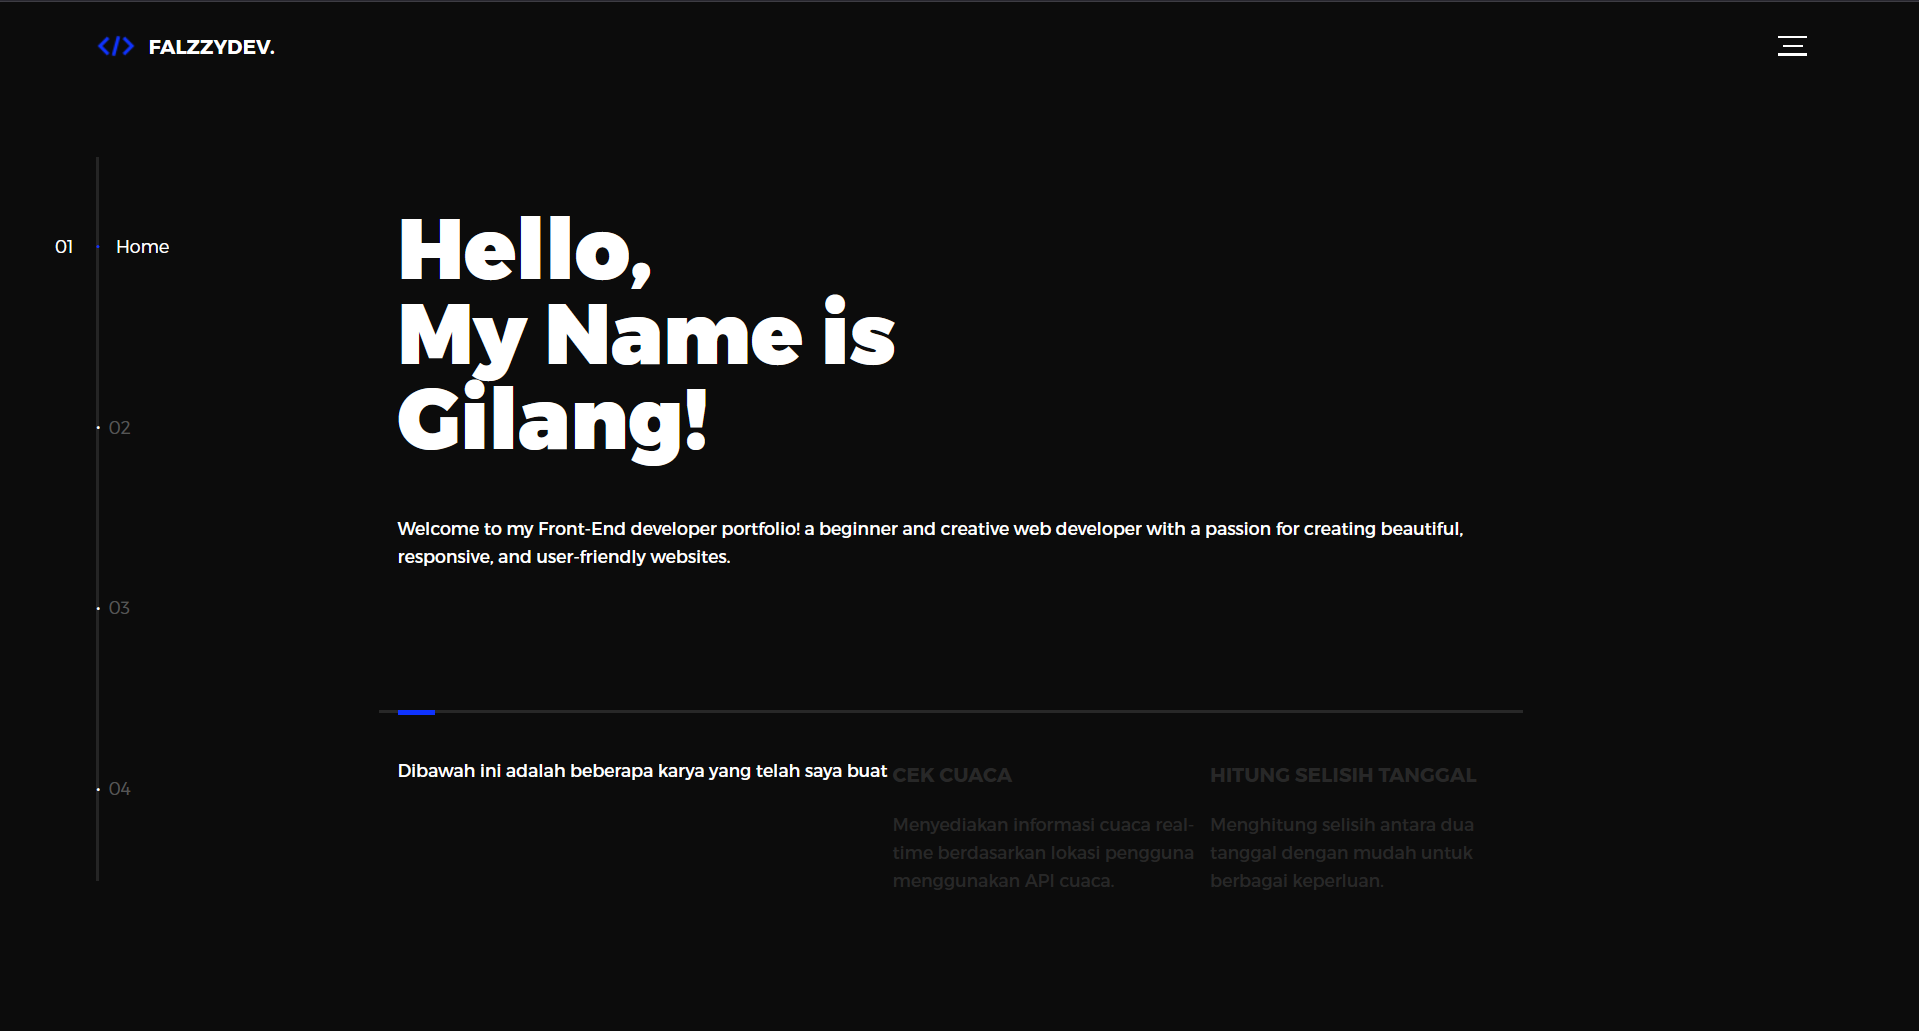 </> FALZZYDEV.
01 Home
02
03
04
Hello,
My Name is
Gilang!
Welcome to my Front-End developer portfolio! a beginner and creative web developer with a passion for creating beautiful,
responsive, and user-friendly websites.
Dibawah ini adalah beberapa karya yang telah saya buat
CEK CUACA
Menyediakan informasi cuaca real-
time berdasarkan lokasi pengguna
menggunakan API cuaca.
HITUNG SELISIH TANGGAL
Menghitung selisih antara dua
tanggal dengan mudah untuk
berbagai keperluan.